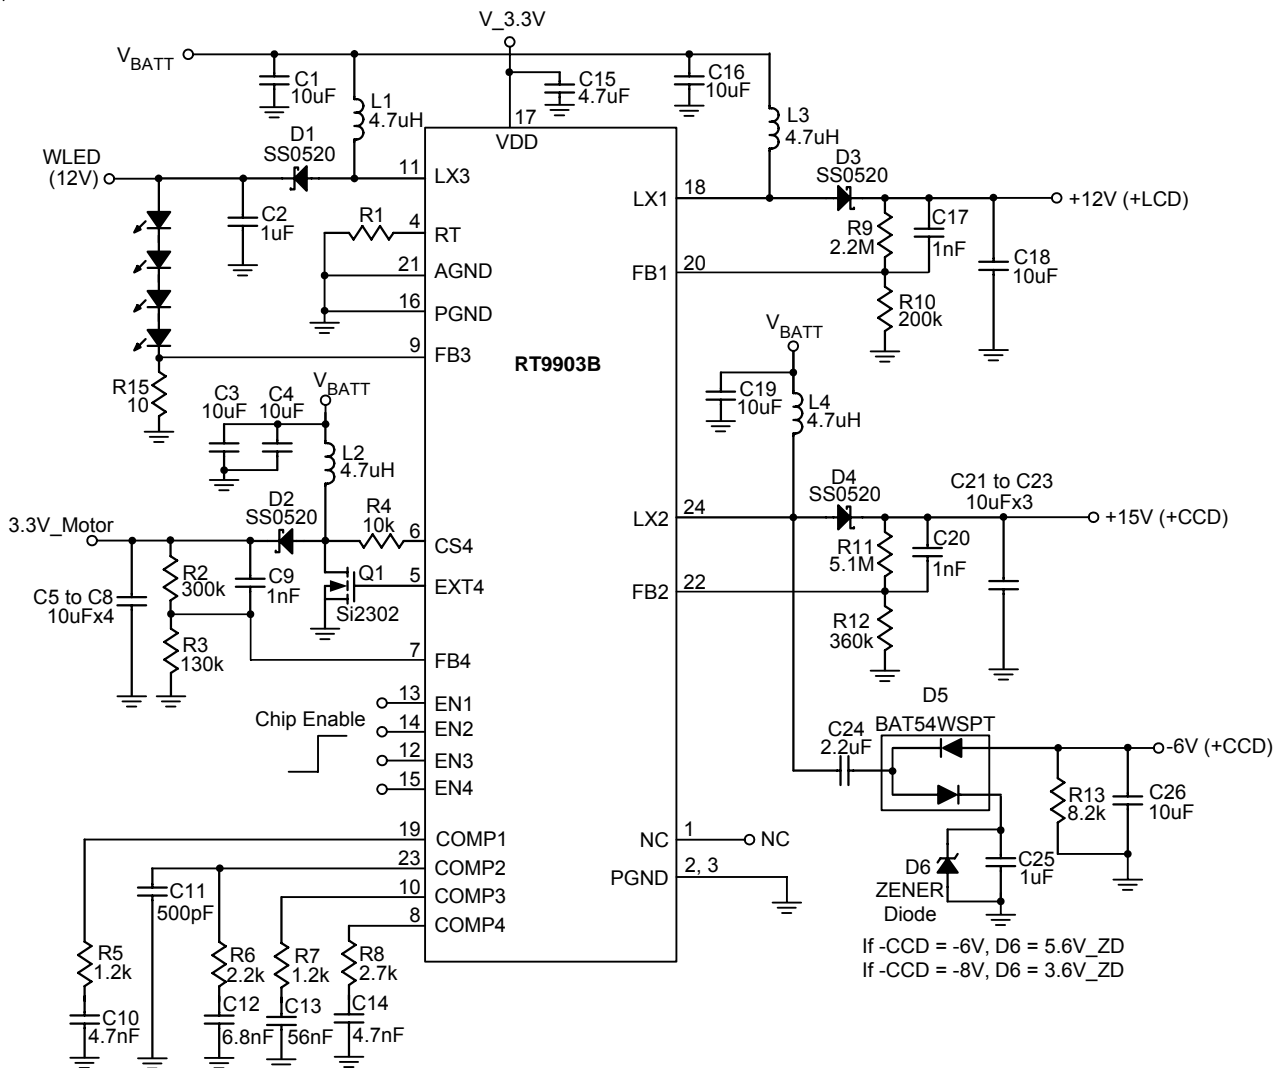 V_3.3V
VBATT
C1
10uF
L1
4.7uH
C15
4.7uF
C16
10uF
L3
4.7uH
17
VDD
D1
SS0520
WLED
(12V)
11
LX3
C2
1uF
R1
4
RT
21
AGND
16
PGND
9
FB3
R15
10
RT9903B
LX1
18
D3
SS0520
+12V (+LCD)
R9
2.2M
C17
1nF
C18
10uF
FB1
20
R10
200k
VBATT
C19
10uF
L4
4.7uH
C3
10uF
C4
10uF
VBATT
L2
4.7uH
D2
SS0520
R4
10k
3.3V_Motor
6
CS4
R2
300k
C9
1nF
Q1
Si2302
5
EXT4
C5 to C8
10uFx4
R3
130k
7
FB4
LX2
24
D4
SS0520
C21 to C23
10uFx3
+15V (+CCD)
R11
5.1M
C20
1nF
FB2
22
R12
360k
Chip Enable
13
EN1
14
EN2
12
EN3
15
EN4
D5
BAT54WSPT
C24
2.2uF
-6V (+CCD)
R13
8.2k
C26
10uF
D6
ZENER
Diode
C25
1uF
If -CCD = -6V, D6 = 5.6V_ZD
If -CCD = -8V, D6 = 3.6V_ZD
NC
1
NC
PGND
2, 3
19
COMP1
23
COMP2
10
COMP3
8
COMP4
C11
500pF
R5
1.2k
R6
2.2k
R7
1.2k
R8
2.7k
C10
4.7nF
C12
6.8nF
C13
56nF
C14
4.7nF